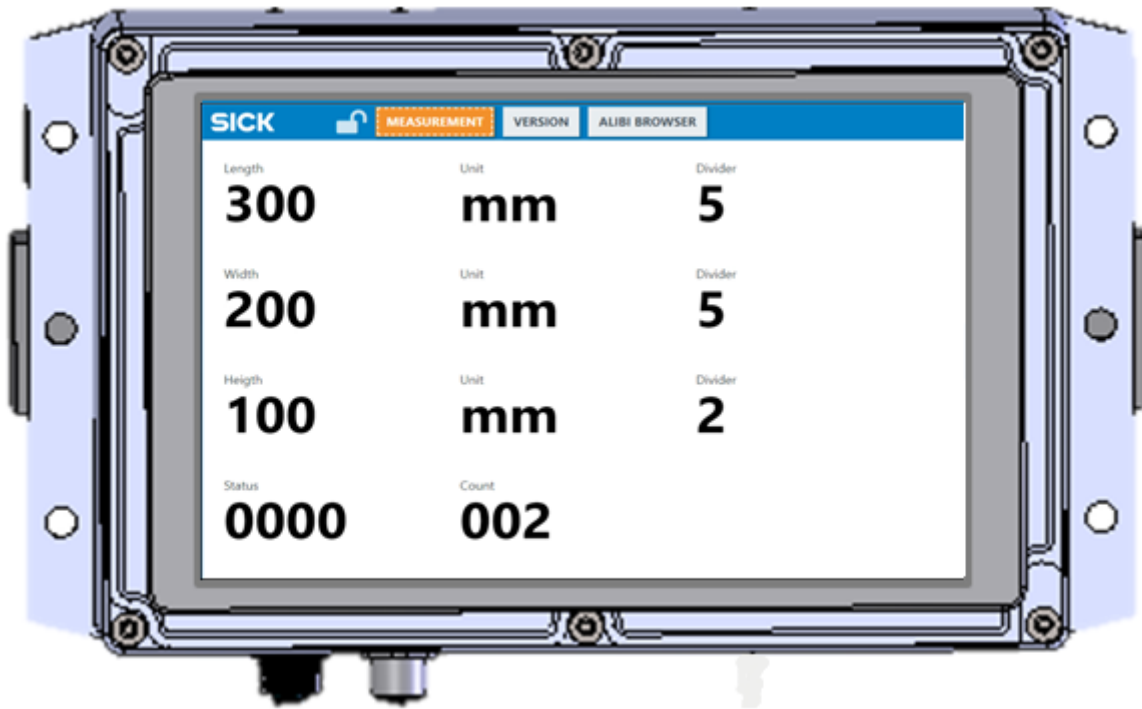 SICK MEASUREMENT VERSION ALIBI BROWSER
Length Unit Divider
300 mm 5
Width Unit Divider
200 mm 5
Heigth Unit Divider
100 mm 2
Status Count
0000 002